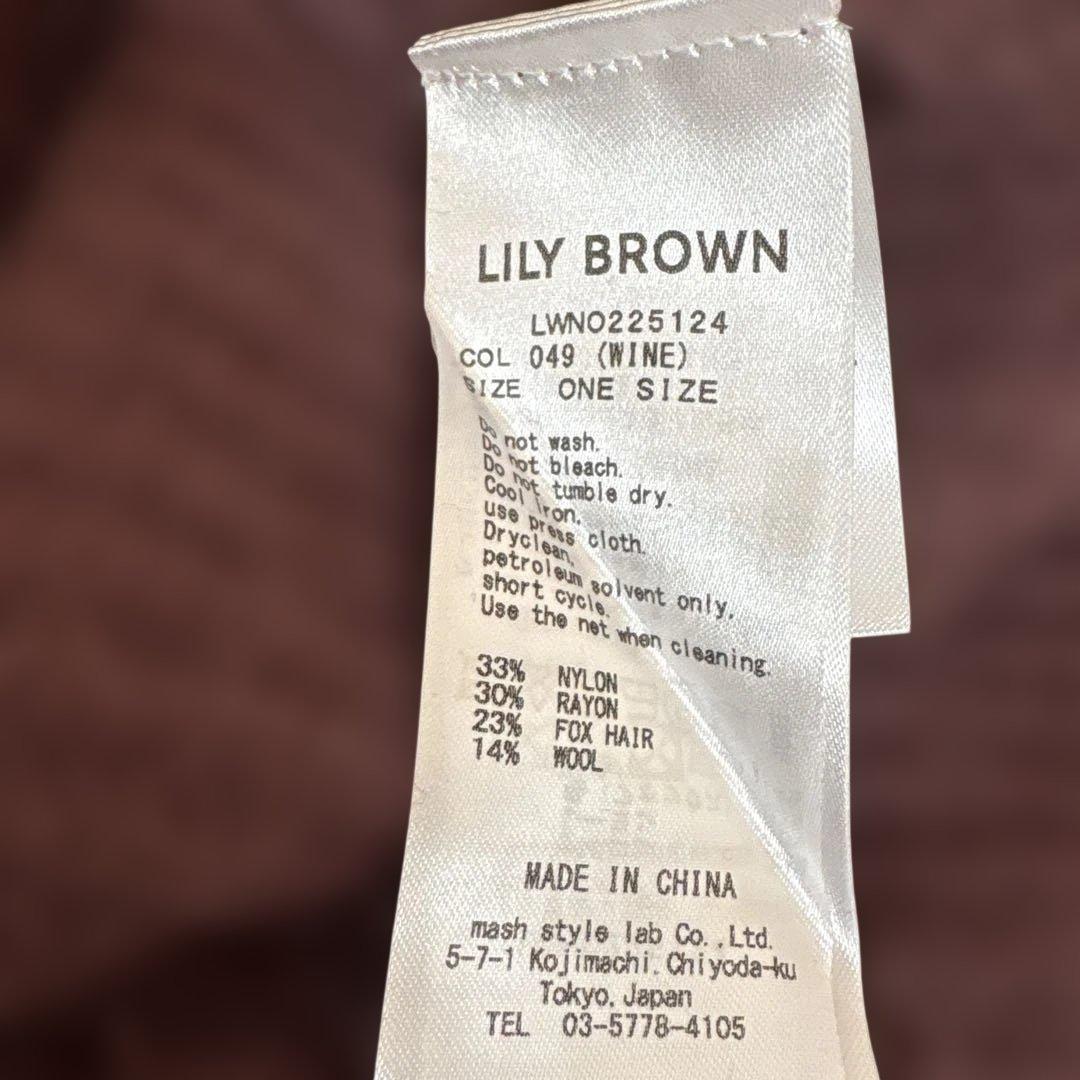 LILY BROWN
LWNO225124
COL 049 (WINE)
SIZE ONE SIZE
Do not wash.
Do not bleach.
Do not tumble dry.
Cool iron.
use press cloth.
Dryclean.
petroleum solvent only.
short cycle.
Use the net when cleaning.
33% NYLON
30% RAYON
23% FOX HAIR
14% WOOL
MADE IN CHINA
mash style lab Co.,Ltd.
5-7-1 Kojimachi.Chiyoda-ku
Tokyo.Japan
TEL 03-5778-4105